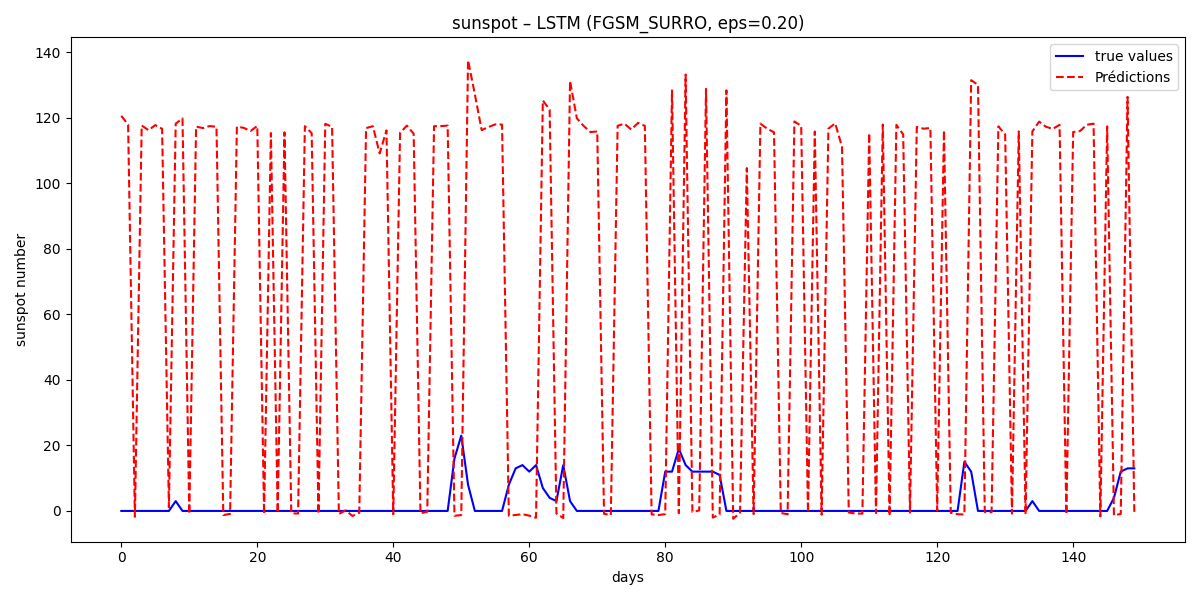 sunspot – LSTM (FGSM_SURRO, eps=0.20)
true values
Prédictions
sunspot number
140
120
100
80
60
40
20
0
0 20 40 60 80 100 120 140
days